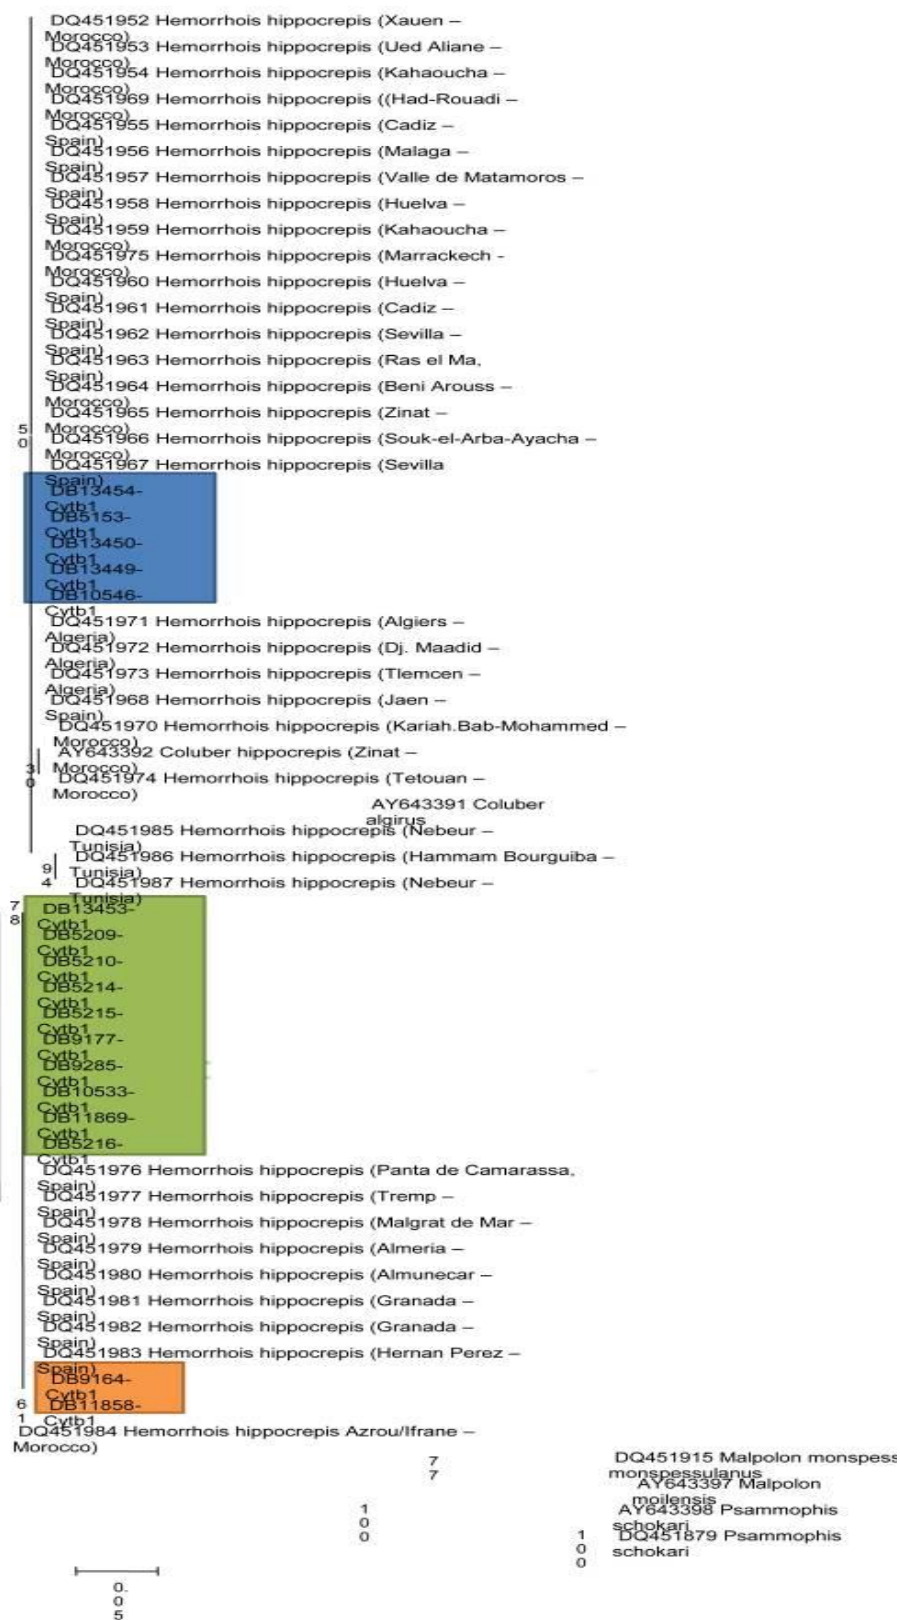 DQ451952 Hemorrhois hippocrepis (Xauen –
Morocco)
DQ451953 Hemorrhois hippocrepis (Ued Aliane –
Morocco)
DQ451954 Hemorrhois hippocrepis (Kahaoucha –
Morocco)
DQ451969 Hemorrhois hippocrepis ((Had-Rouadi –
Morocco)
DQ451955 Hemorrhois hippocrepis (Cadiz –
Spain)
DQ451956 Hemorrhois hippocrepis (Malaga –
Spain)
DQ451957 Hemorrhois hippocrepis (Valle de Matamoros –
Spain)
DQ451958 Hemorrhois hippocrepis (Huelva –
Spain)
DQ451959 Hemorrhois hippocrepis (Kahaoucha –
Morocco)
DQ451975 Hemorrhois hippocrepis (Marrackech -
Morocco)
DQ451960 Hemorrhois hippocrepis (Huelva –
Spain)
DQ451961 Hemorrhois hippocrepis (Cadiz –
Spain)
DQ451962 Hemorrhois hippocrepis (Sevilla –
Spain)
DQ451963 Hemorrhois hippocrepis (Ras el Ma,
Spain)
DQ451964 Hemorrhois hippocrepis (Beni Arouss –
Morocco)
DQ451965 Hemorrhois hippocrepis (Zinat –
Morocco)
50
DQ451966 Hemorrhois hippocrepis (Souk-el-Arba-Ayacha –
Morocco)
DQ451967 Hemorrhois hippocrepis (Sevilla
Spain)
DB13454-
Cytb1
DB5153-
Cytb1
DB13450-
Cytb1
DB13449-
Cytb1
DB10546-
Cytb1
DQ451971 Hemorrhois hippocrepis (Algiers –
Algeria)
DQ451972 Hemorrhois hippocrepis (Dj. Maadid –
Algeria)
DQ451973 Hemorrhois hippocrepis (Tlemcen –
Algeria)
DQ451968 Hemorrhois hippocrepis (Jaen –
Spain)
DQ451970 Hemorrhois hippocrepis (Kariah.Bab-Mohammed –
Morocco)
AY643392 Coluber hippocrepis (Zinat –
Morocco)
30
DQ451974 Hemorrhois hippocrepis (Tetouan –
Morocco)
AY643391 Coluber
algirus
DQ451985 Hemorrhois hippocrepis (Nebeur –
Tunisia)
DQ451986 Hemorrhois hippocrepis (Hammam Bourguiba –
Tunisia)
94
DQ451987 Hemorrhois hippocrepis (Nebeur –
Tunisia)
78
DB13453-
Cytb1
DB5209-
Cytb1
DB5210-
Cytb1
DB5214-
Cytb1
DB5215-
Cytb1
DB9177-
Cytb1
DB9285-
Cytb1
DB10533-
Cytb1
DB11869-
Cytb1
DB5216-
Cytb1
DQ451976 Hemorrhois hippocrepis (Panta de Camarassa,
Spain)
DQ451977 Hemorrhois hippocrepis (Tremp –
Spain)
DQ451978 Hemorrhois hippocrepis (Malgrat de Mar –
Spain)
DQ451979 Hemorrhois hippocrepis (Almeria –
Spain)
DQ451980 Hemorrhois hippocrepis (Almunecar –
Spain)
DQ451981 Hemorrhois hippocrepis (Granada –
Spain)
DQ451982 Hemorrhois hippocrepis (Granada –
Spain)
DQ451983 Hemorrhois hippocrepis (Hernan Perez –
Spain)
DB9164-
Cytb1
DB11858-
Cytb1
61
DQ451984 Hemorrhois hippocrepis Azrou/Ifrane –
Morocco)
77
DQ451915 Malpolon monspess
monspessulanus
AY643397 Malpolon
moilensis
100
AY643398 Psammophis
schokari
DQ451879 Psammophis
schokari
100
0.05